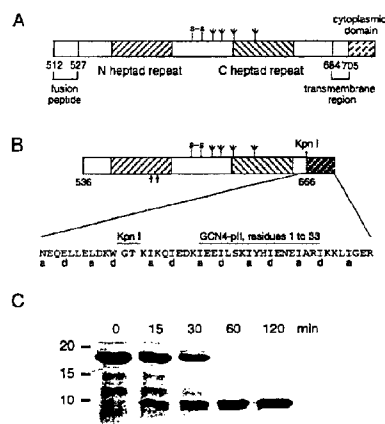 A
cytoplasmic
domain
s-s
512 527
N heptad repeat
C heptad repeat
684 705
fusion
peptide
transmembrane
region
B
s-s
Kpn I
536
666
Kpn I
GCN4-pII, residues 1 to 33
NEQELLELDKW GT KIKQIEDKIEEILSKIYHIENEIARIKKLIGER
a d a d a d a d a d a d a
C
0 15 30 60 120 min
20
15
10